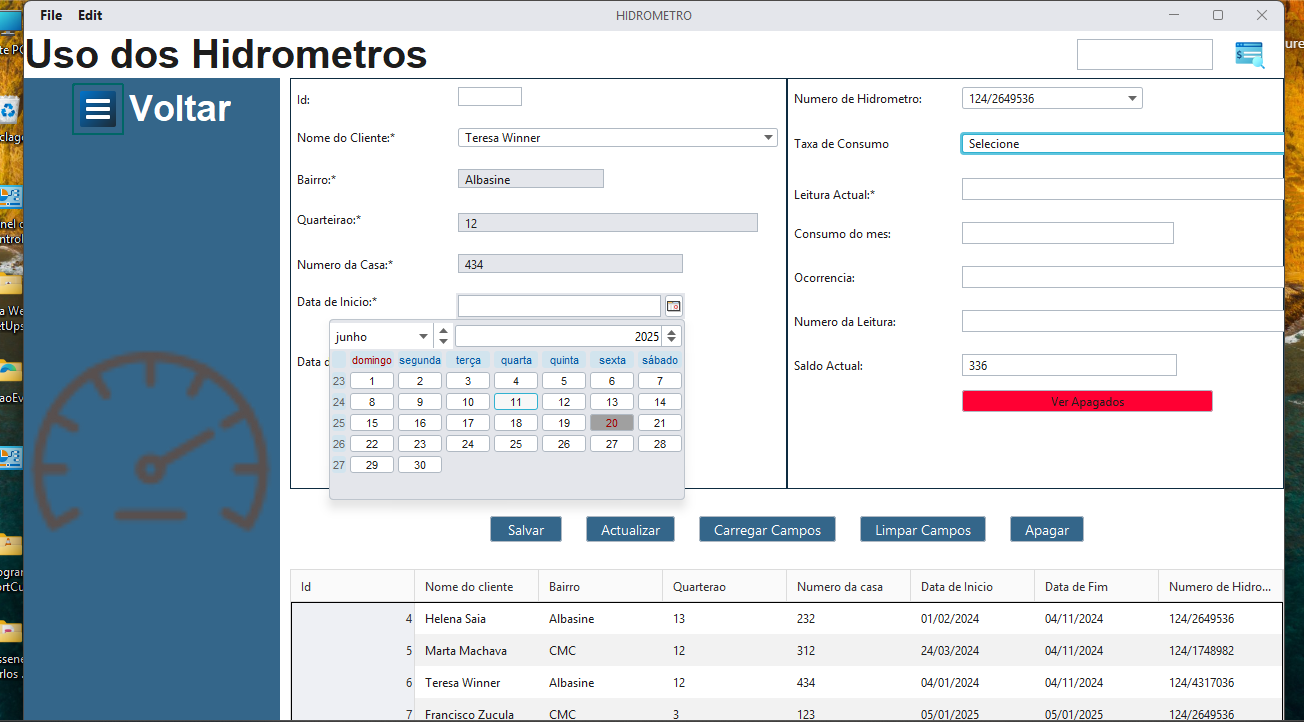 File Edit HIDROMETRO
Uso dos Hidrometros
Voltar
Id:
Nome do Cliente:* Teresa Winner
Bairro:* Albasine
Quarteirao:* 12
Numero da Casa:* 434
Data de Inicio:*
junho 2025
domingo segunda terça quarta quinta sexta sábado
23 1 2 3 4 5 6 7
24 8 9 10 11 12 13 14
25 15 16 17 18 19 20 21
26 22 23 24 25 26 27 28
27 29 30
Numero de Hidrometro: 124/2649536
Taxa de Consumo Selecione
Leitura Actual:*
Consumo do mes:
Ocorrencia:
Numero da Leitura:
Saldo Actual: 336
Ver Apagados
Salvar Actualizar Carregar Campos Limpar Campos Apagar
Id Nome do cliente Bairro Quarterao Numero da casa Data de Inicio Data de Fim Numero de Hidro...
4 Helena Saia Albasine 13 232 01/02/2024 04/11/2024 124/2649536
5 Marta Machava CMC 12 312 24/03/2024 04/11/2024 124/1748982
6 Teresa Winner Albasine 12 434 04/01/2024 04/11/2024 124/4317036
7 Francisco Zucula CMC 3 123 05/01/2025 05/01/2025 124/2649536